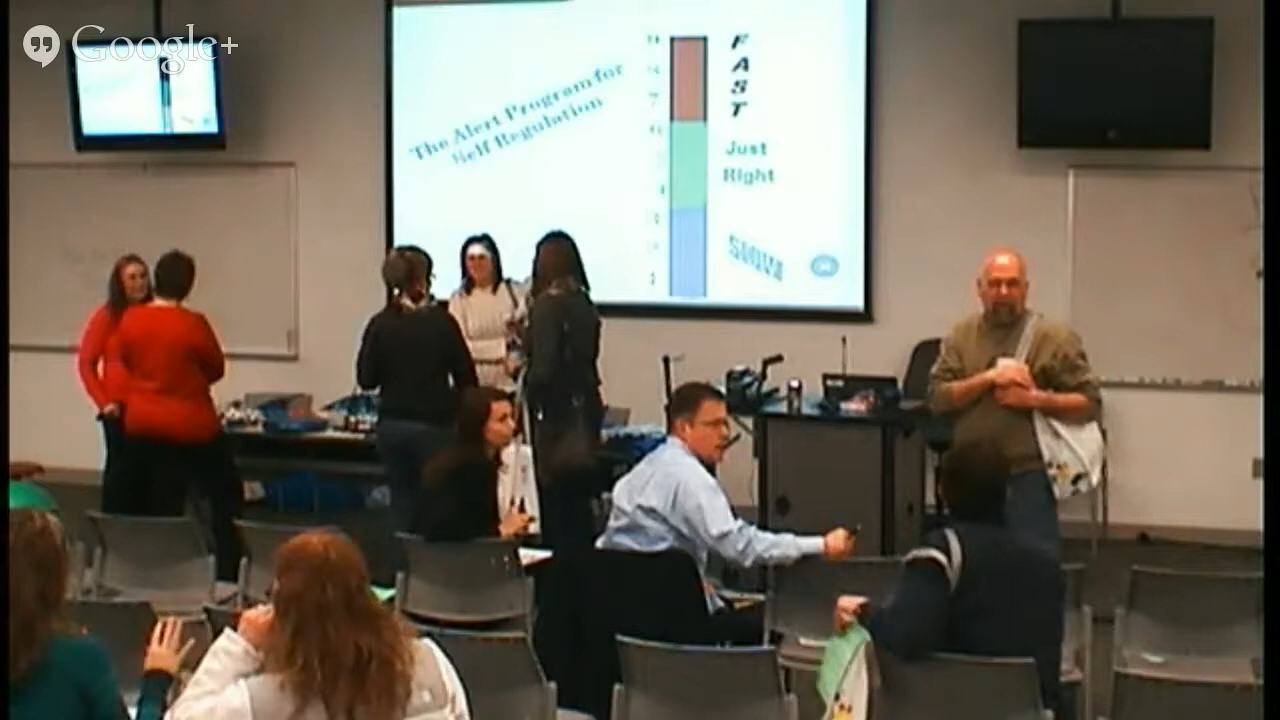 Google+
The Alert Program for
Self Regulation
FAST
Just
Right
SLOW